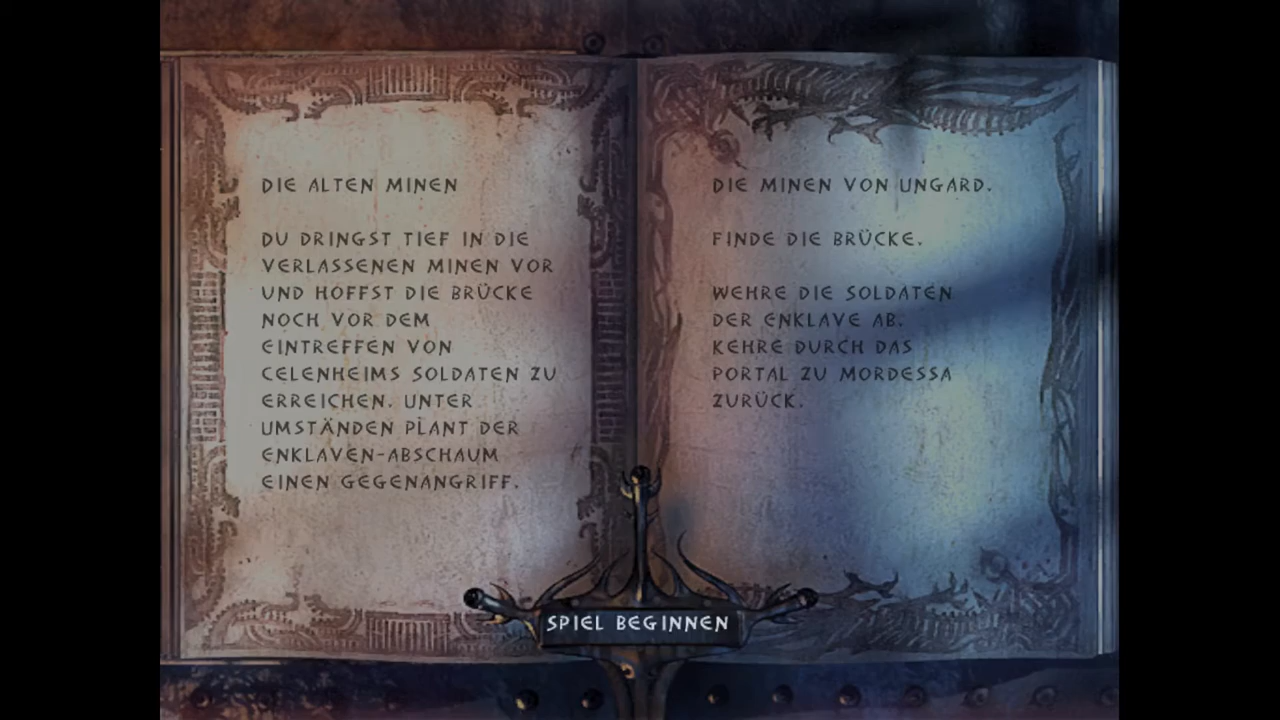 DIE ALTEN MINEN
DU DRINGST TIEF IN DIE
VERLASSENEN MINEN VOR
UND HOFFST DIE BRÜCKE
NOCH VOR DEM
EINTREFFEN VON
CELENHEIMS SOLDATEN ZU
ERREICHEN. UNTER
UMSTÄNDEN PLANT DER
ENKLAVEN-ABSCHAUM
EINEN GEGENANGRIFF.
DIE MINEN VON UNGARD.
FINDE DIE BRÜCKE.
WEHRE DIE SOLDATEN
DER ENKLAVE AB.
KEHRE DURCH DAS
PORTAL ZU MORDESSA
ZURÜCK.
SPIEL BEGINNEN